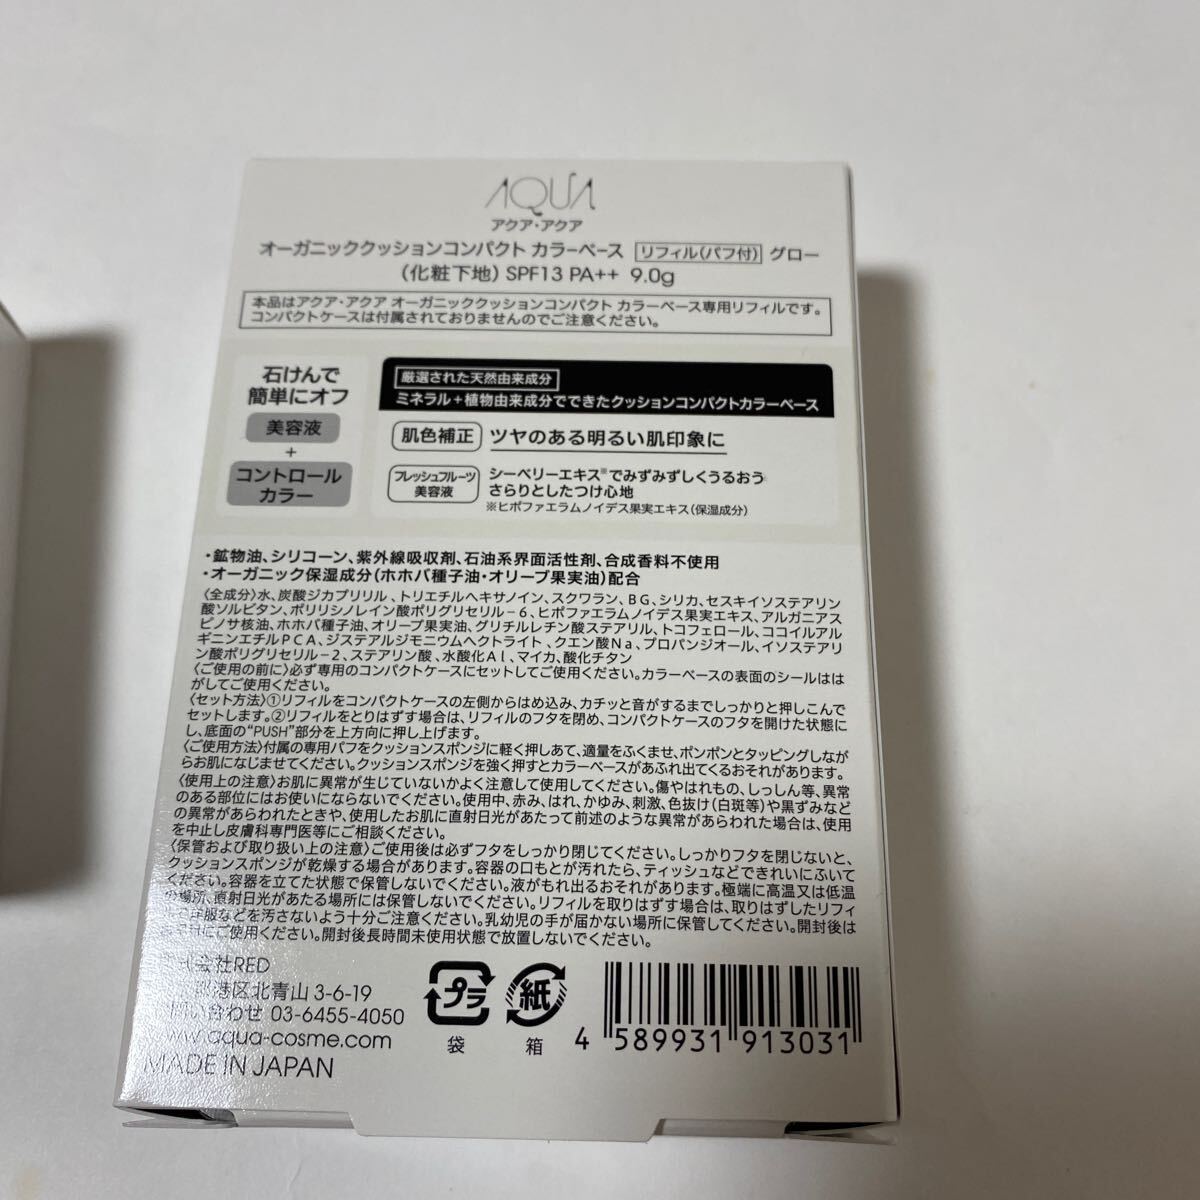 AQUA
アクア・アクア
オーガニッククッションコンパクト カラーベース リフィル(パフ付) グロー
(化粧下地) SPF13 PA++ 9.0g
本品はアクア・アクア オーガニッククッションコンパクト カラーベース専用リフィルです。
コンパクトケースは付属されておりませんのでご注意ください。
石けんで
簡単にオフ
美容液
+
コントロール
カラー
厳選された天然由来成分
ミネラル+植物由来成分でできたクッションコンパクトカラーベース
肌色補正 ツヤのある明るい肌印象に
フレッシュフルーツ
美容液
シーベリーエキス※でみずみずしくうるおう
さらりとしたつけ心地
※ヒポファエラムノイデス果実エキス(保湿成分)
・鉱物油、シリコーン、紫外線吸収剤、石油系界面活性剤、合成香料不使用
・オーガニック保湿成分(ホホバ種子油・オリーブ果実油)配合
〈全成分〉水、炭酸ジカプリリル、トリエチルヘキサノイン、スクワラン、BG、シリカ、セスキイソステアリン
酸ソルビタン、ポリリシノレイン酸ポリグリセリル-6、ヒポファエラムノイデス果実エキス、アルガニアス
ピノサ核油、ホホバ種子油、オリーブ果実油、グリチルレチン酸ステアリル、トコフェロール、ココイルアル
ギニンエチルPCA、ジステアルジモニウムヘクトライト、クエン酸Na、プロパンジオール、イソステアリ
ン酸ポリグリセリル-2、ステアリン酸、水酸化Al、マイカ、酸化チタン
〈ご使用の前に〉必ず専用のコンパクトケースにセットしてご使用ください。カラーベースの表面のシールはは
がしてご使用ください。
〈セット方法〉①リフィルをコンパクトケースの左側からはめ込み、カチッと音がするまでしっかりと押しこんで
セットします。②リフィルをとりはずす場合は、リフィルのフタを閉め、コンパクトケースのフタを開けた状態に
し、底面の“PUSH”部分を上方向に押し上げます。
〈ご使用方法〉付属の専用パフをクッションスポンジに軽く押しあて、適量をふくませ、ポンポンとタッピングしなが
らお肌になじませてください。クッションスポンジを強く押すとカラーベースがあふれ出てくるおそれがあります。
〈使用上の注意〉お肌に異常が生じていないかよく注意して使用してください。傷やはれもの、しっしん等、異常
のある部位にはお使いにならないでください。使用中、赤み、はれ、かゆみ、刺激、色抜け(白斑等)や黒ずみなど
の異常があらわれたときや、使用したお肌に直射日光があたって前述のような異常があらわれた場合は、使用
を中止し皮膚科専門医等にご相談ください。
〈保管および取り扱い上の注意〉ご使用後は必ずフタをしっかり閉じてください。しっかりフタを閉じないと、
クッションスポンジが乾燥する場合があります。容器の口もとが汚れたら、ティッシュなどできれいにふいて
ください。容器を立てた状態で保管しないでください。液がもれ出るおそれがあります。極端に高温又は低温
の場所、直射日光があたる場所には保管しないでください。リフィルを取りはずす場合は、取りはずしたリフィ
洋服などを汚さないよう十分ご注意ください。乳幼児の手が届かない場所に保管してください。開封後は
にご使用ください。開封後長時間未使用状態で放置しないでください。
会社RED
港区北青山 3-6-19
問い合わせ 03-6455-4050
www.aqua-cosme.com
MADE IN JAPAN
プラ
袋
紙
箱
4 589931 913031